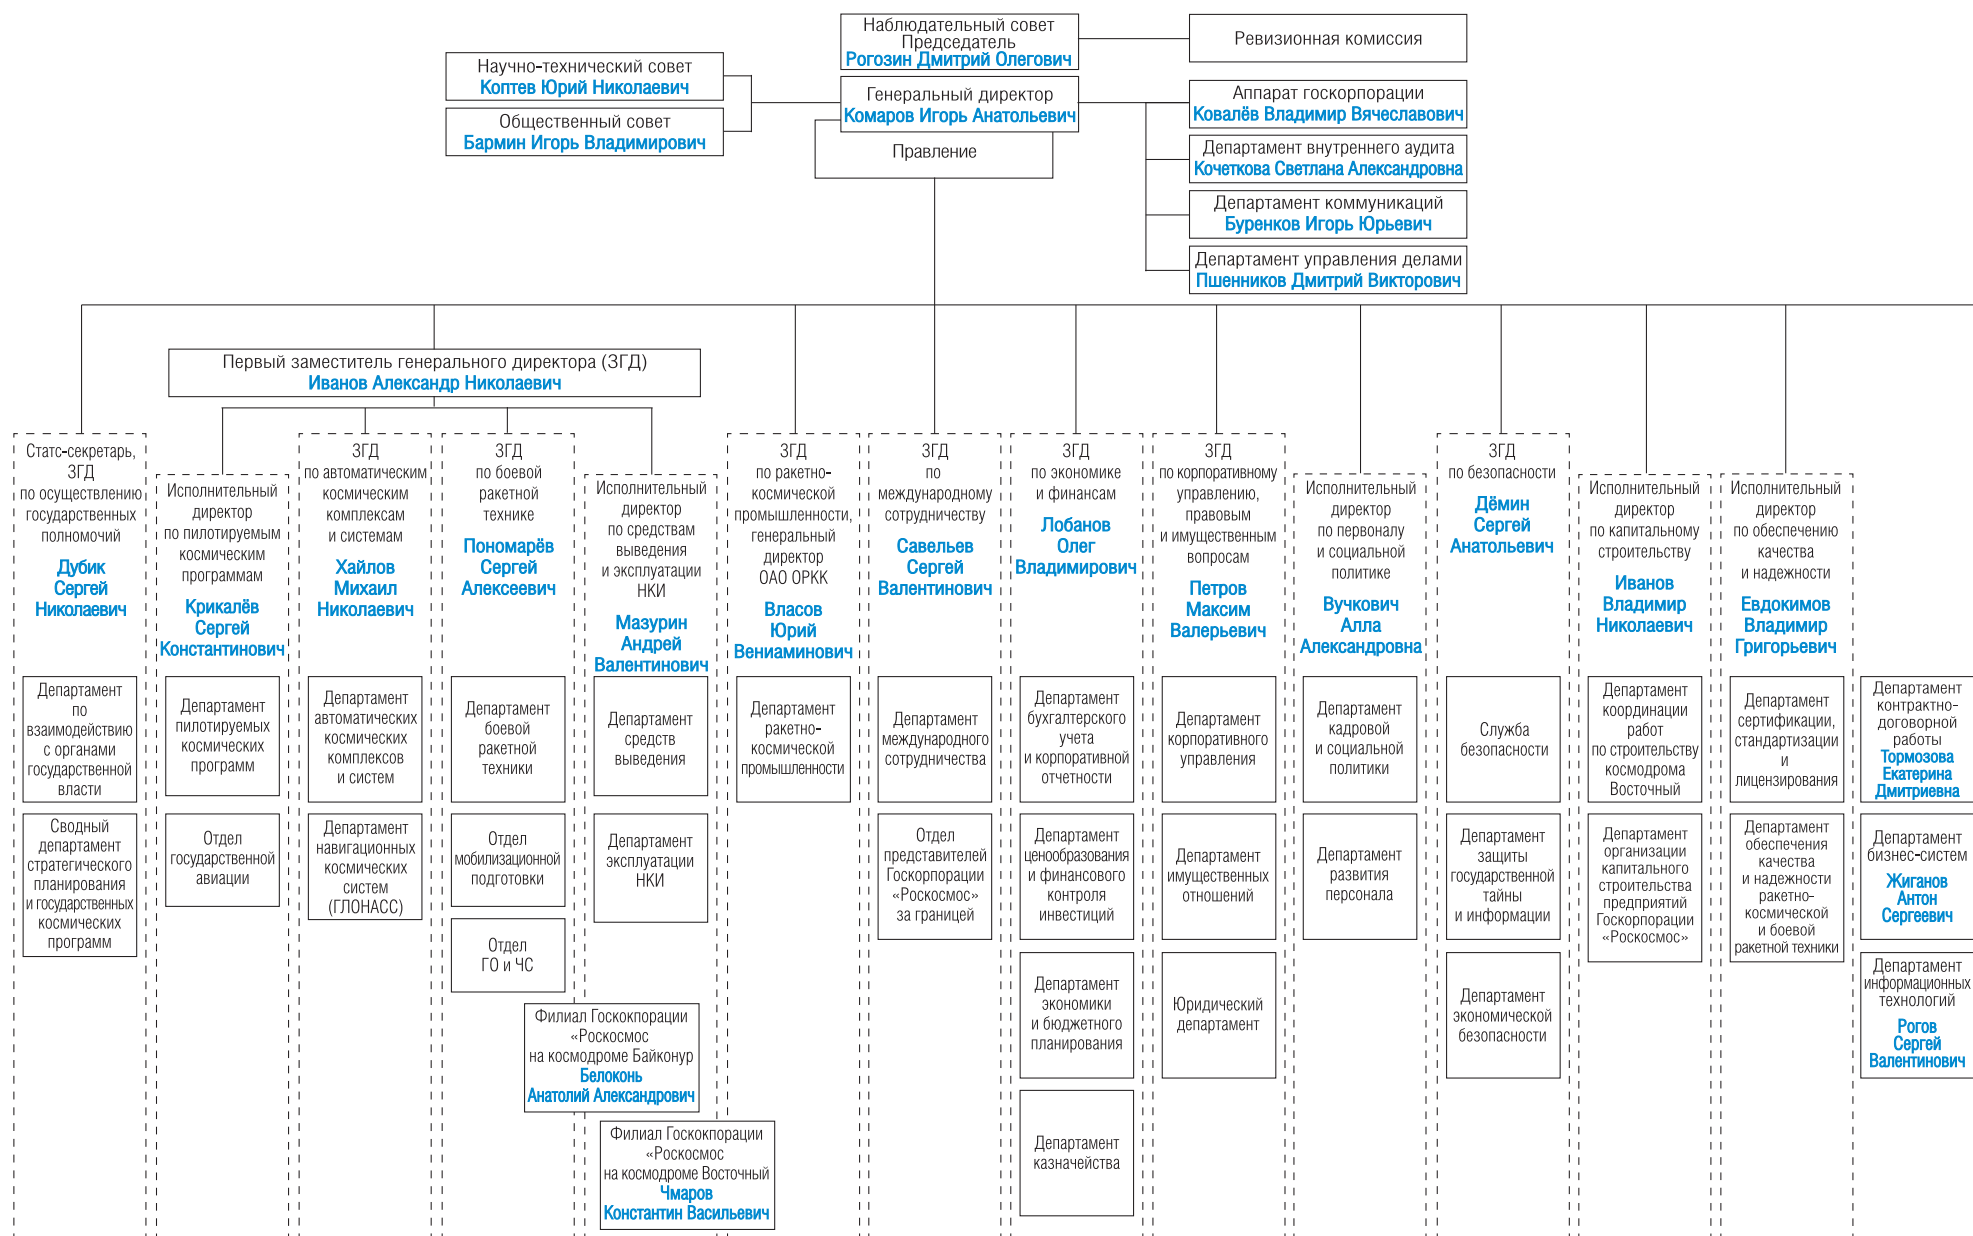 Наблюдательный совет
Председатель
Рогозин Дмитрий Олегович
Ревизионная комиссия
Научно-технический совет
Коптев Юрий Николаевич
Общественный совет
Бармин Игорь Владимирович
Генеральный директор
Комаров Игорь Анатольевич
Правление
Аппарат госкорпорации
Ковалёв Владимир Вячеславович
Департамент внутреннего аудита
Кочеткова Светлана Александровна
Департамент коммуникаций
Буренков Игорь Юрьевич
Департамент управления делами
Пшенников Дмитрий Викторович
Первый заместитель генерального директора (ЗГД)
Иванов Александр Николаевич
Статс-секретарь,
ЗГД
по осуществлению
государственных
полномочий
Дубик
Сергей
Николаевич
Департамент
по
взаимодействию
с органами
государственной
власти
Сводный
департамент
стратегического
планирования
и государственных
космических
программ
Исполнительный
директор
по пилотируемым
космическим
программам
Крикалёв
Сергей
Константинович
Департамент
пилотируемых
космических
программ
Отдел
государственной
авиации
ЗГД
по автоматическим
космическим
комплексам
и системам
Хайлов
Михаил
Николаевич
Департамент
автоматических
космических
комплексов
и систем
Департамент
навигационных
космических
систем
(ГЛОНАСС)
ЗГД
по боевой
ракетной
технике
Пономарёв
Сергей
Алексеевич
Департамент
боевой
ракетной
техники
Отдел
мобилизационной
подготовки
Отдел
ГО и ЧС
Исполнительный
директор
по средствам
выведения
и эксплуатации
НКИ
Мазурин
Андрей
Валентинович
Департамент
средств
выведения
Департамент
эксплуатации
НКИ
Филиал Госкокпорации
«Роскосмос
на космодроме Байконур
Белоконь
Анатолий Александрович
Филиал Госкокпорации
«Роскосмос
на космодроме Восточный
Чмаров
Константин Васильевич
ЗГД
по ракетно-
космической
промышленности,
генеральный
директор
ОАО ОРКК
Власов
Юрий
Вениаминович
Департамент
ракетно-
космической
промышленности
ЗГД
по
международному
сотрудничеству
Савельев
Сергей
Валентинович
Департамент
международного
сотрудничества
Отдел
представителей
Госкорпорации
«Роскосмос»
за границей
ЗГД
по экономике
и финансам
Лобанов
Олег
Владимирович
Департамент
бухгалтерского
учета
и корпоративной
отчетности
Департамент
ценообразования
и финансового
контроля
инвестиций
Департамент
экономики
и бюджетного
планирования
Департамент
казначейства
ЗГД
по корпоративному
управлению,
правовым
и имущественным
вопросам
Петров
Максим
Валерьевич
Департамент
корпоративного
управления
Департамент
имущественных
отношений
Юридический
департамент
Исполнительный
директор
по первоналу
и социальной
политике
Вучкович
Алла
Александровна
Департамент
кадровой
и социальной
политики
Департамент
развития
персонала
ЗГД
по безопасности
Дёмин
Сергей
Анатольевич
Служба
безопасности
Департамент
защиты
государственной
тайны
и информации
Департамент
экономической
безопасности
Исполнительный
директор
по капитальному
строительству
Иванов
Владимир
Николаевич
Департамент
координации
работ
по строительству
космодрома
Восточный
Департамент
организации
капитального
строительства
предприятий
Госкорпорации
«Роскосмос»
Исполнительный
директор
по обеспечению
качества
и надежности
Евдокимов
Владимир
Григорьевич
Департамент
сертификации,
стандартизации
и
лицензирования
Департамент
обеспечения
качества
и надежности
ракетно-
космической
и боевой
ракетной техники
Департамент
контрактно-
договорной
работы
Тормозова
Екатерина
Дмитриевна
Департамент
бизнес-систем
Жиганов
Антон
Сергеевич
Департамент
информационных
технологий
Рогов
Сергей
Валентинович